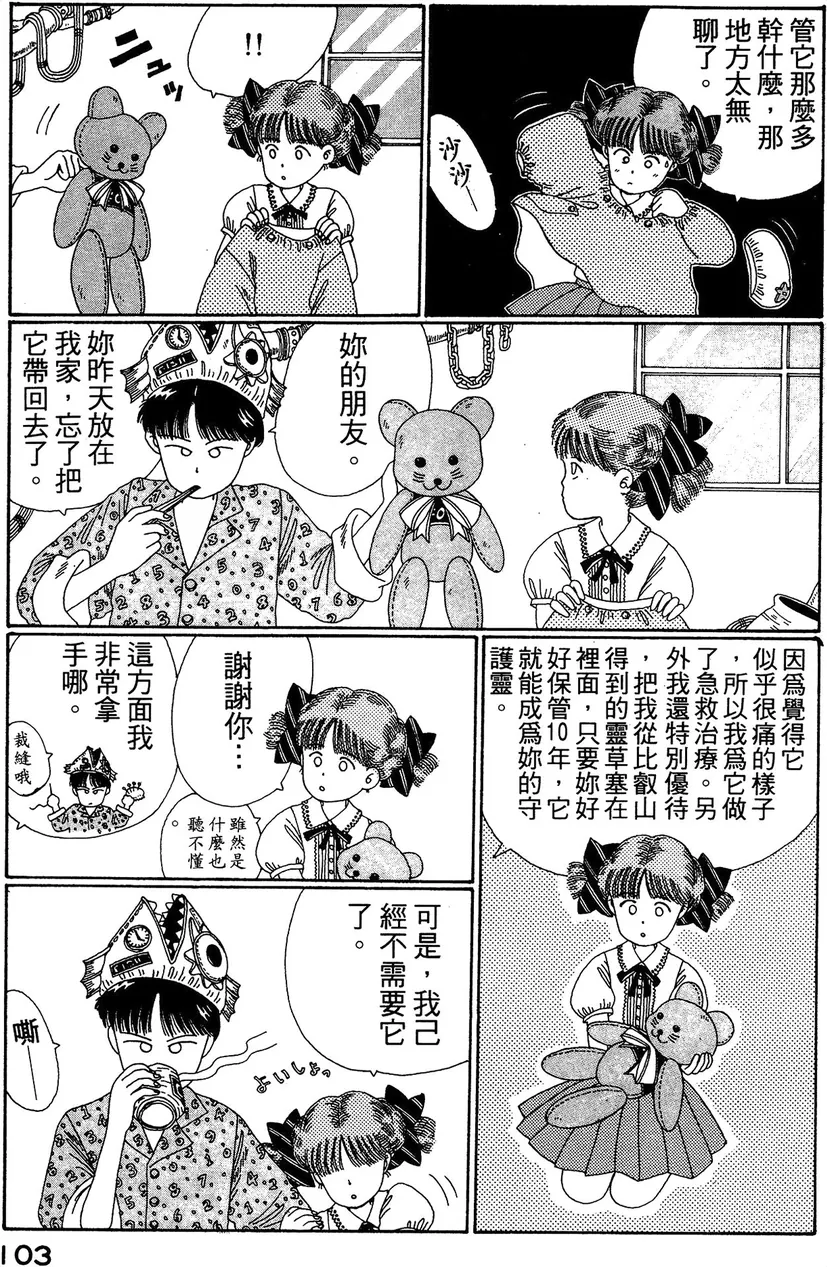 管它那麼多
幹什麼，那
地方太無
聊了。
沙
沙—
!!
ニュッ
妳的朋友。
妳昨天放在
我家，忘了把
它帶回去了。
因為覺得它
似乎很痛的樣子
，所以我為它做
了急救治療。另
外我還特別優待
，把我從比叡山
得到的靈草塞在
裡面，只要妳好
好保管10年，它
就能成為妳的守
護靈。
謝謝你…
雖然是
什麼也
聽不懂
。
這方面我
非常拿
手哪。
裁縫哦
可是，我己
經不需要它
了。
よいしょっ
嘶—
103